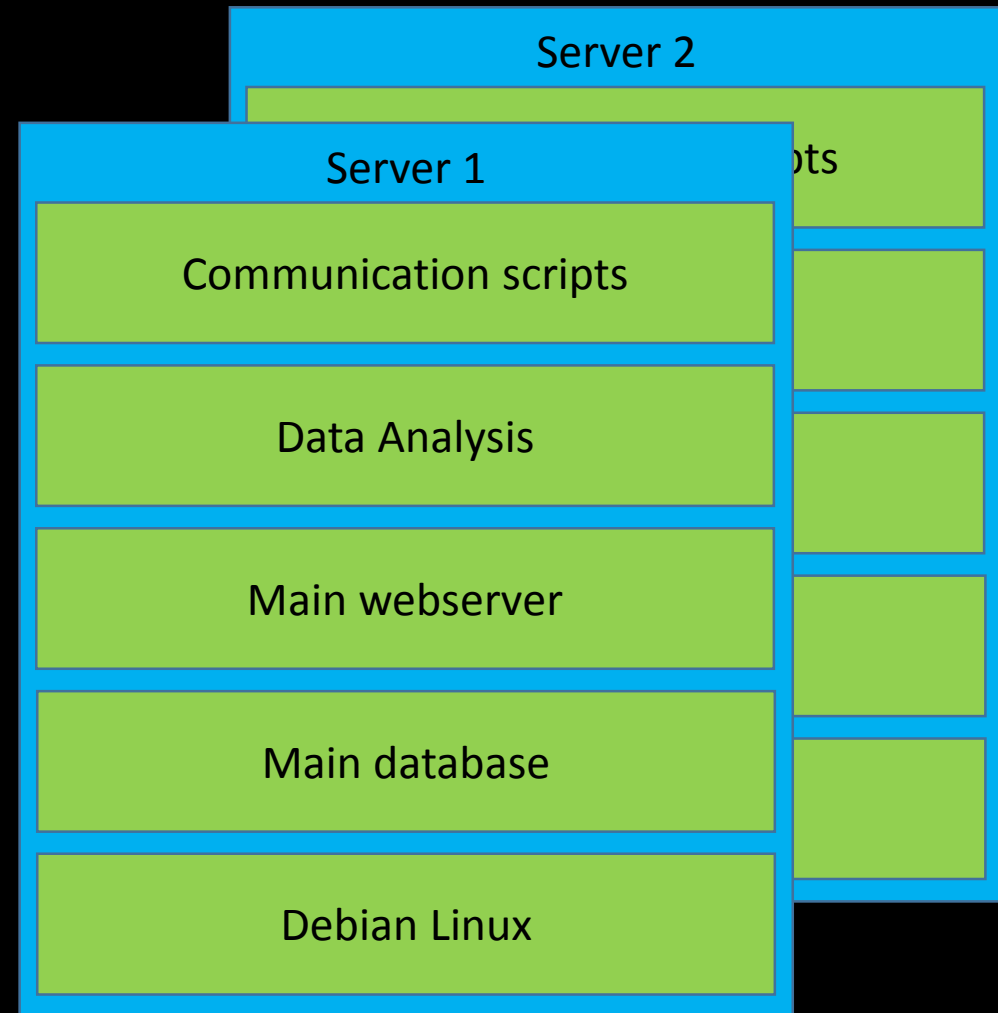 Server 2
Server 1
Communication scripts
Data Analysis
Main webserver
Main database
Debian Linux